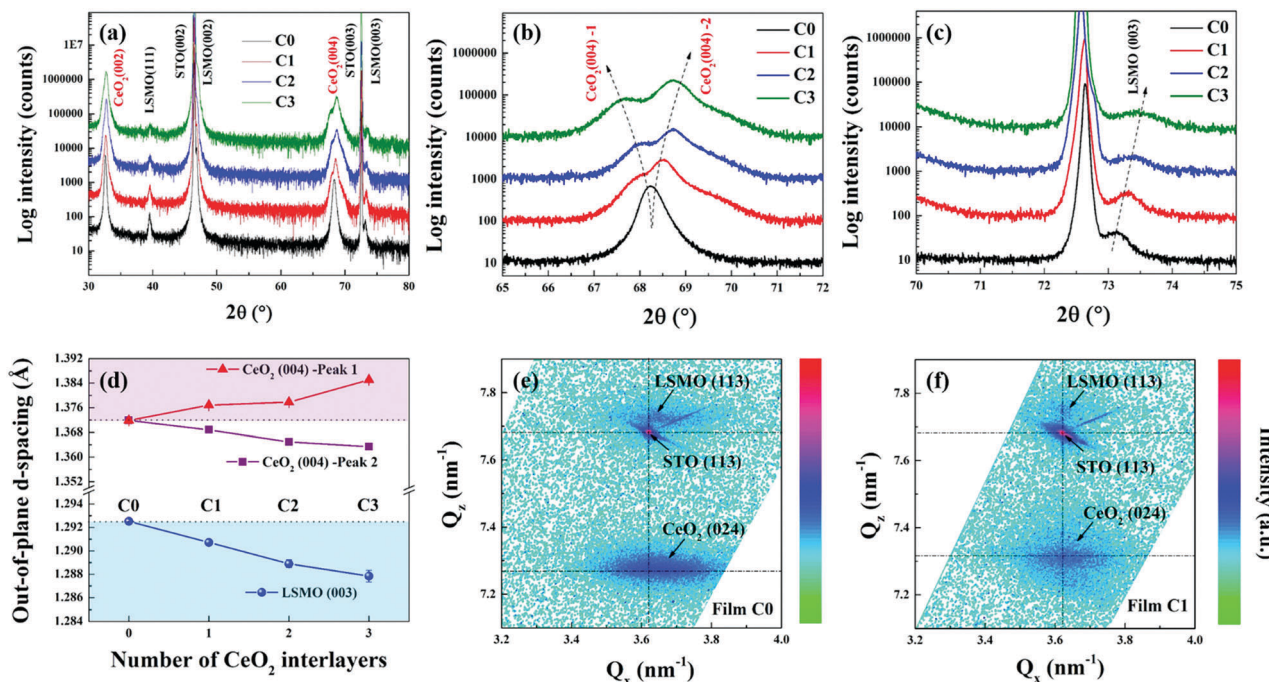 (a)
CeO₂(002)
LSMO(111)
STO(002)
LSMO(002)
CeO₂(004)
STO(003)
LSMO(003)
C0
C1
C2
C3
Log intensity (counts)
1E7
1000000
100000
10000
1000
100
10
30 40 50 60 70 80
2θ (°)
(b)
CeO₂(004) -1
CeO₂(004) -2
C0
C1
C2
C3
Log intensity (counts)
1000000
100000
10000
1000
100
10
65 66 67 68 69 70 71 72
2θ (°)
(c)
LSMO (003)
C0
C1
C2
C3
Log intensity (counts)
1000000
100000
10000
1000
100
10
70 71 72 73 74 75
2θ (°)
(d)
CeO₂ (004) -Peak 1
CeO₂ (004) -Peak 2
C0 C1 C2 C3
LSMO (003)
Out-of-plane d-spacing (Å)
1.392
1.384
1.376
1.368
1.360
1.352
1.294
1.292
1.290
1.288
1.286
1.284
0 1 2 3
Number of CeO₂ interlayers
(e)
LSMO (113)
STO (113)
CeO₂ (024)
Film C0
Q_z (nm⁻¹)
7.8
7.6
7.4
7.2
3.2 3.4 3.6 3.8 4.0
Q_x (nm⁻¹)
(f)
LSMO (113)
STO (113)
CeO₂ (024)
Film C1
Q_z (nm⁻¹)
7.8
7.6
7.4
7.2
3.2 3.4 3.6 3.8 4.0
Q_x (nm⁻¹)
Intensity (a.u.)